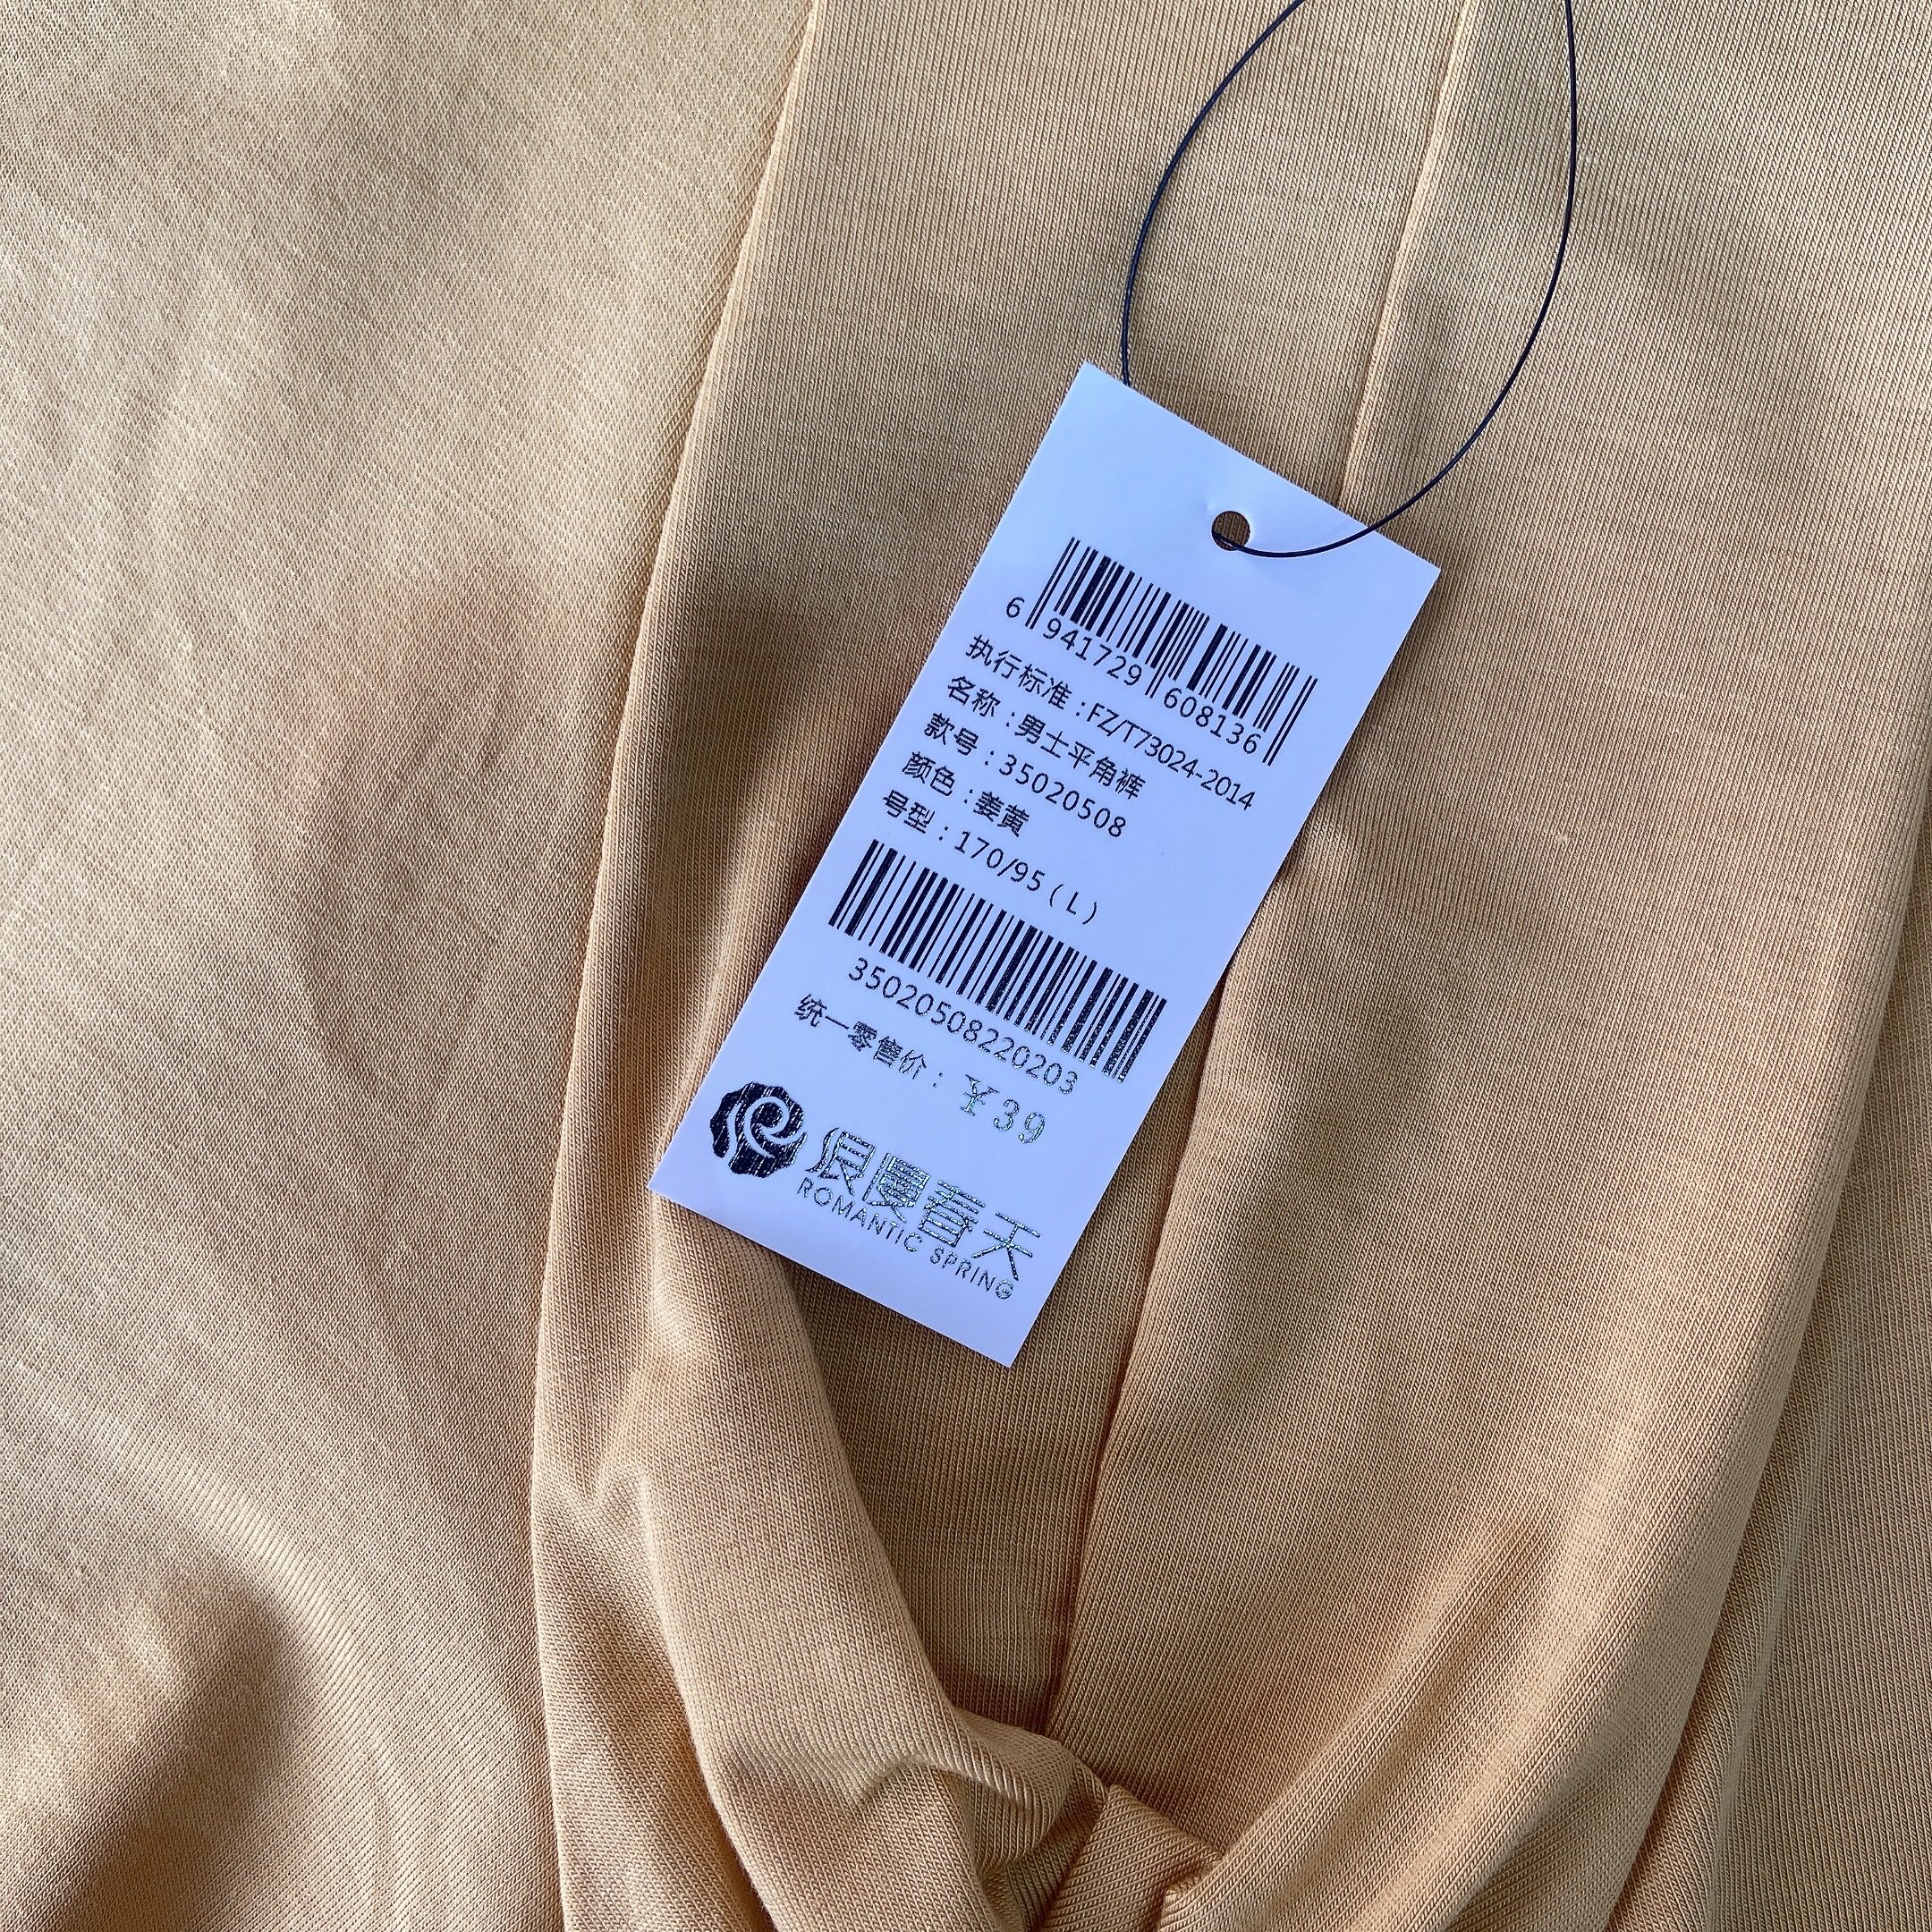 6 941729 608136
执行标准：FZ/T73024-2014
名称：男士平角裤
款号：35020508
颜色：姜黄
号型：170/95（L）
35020508220203
统一零售价：￥39
浪漫春天
ROMANTIC SPRING